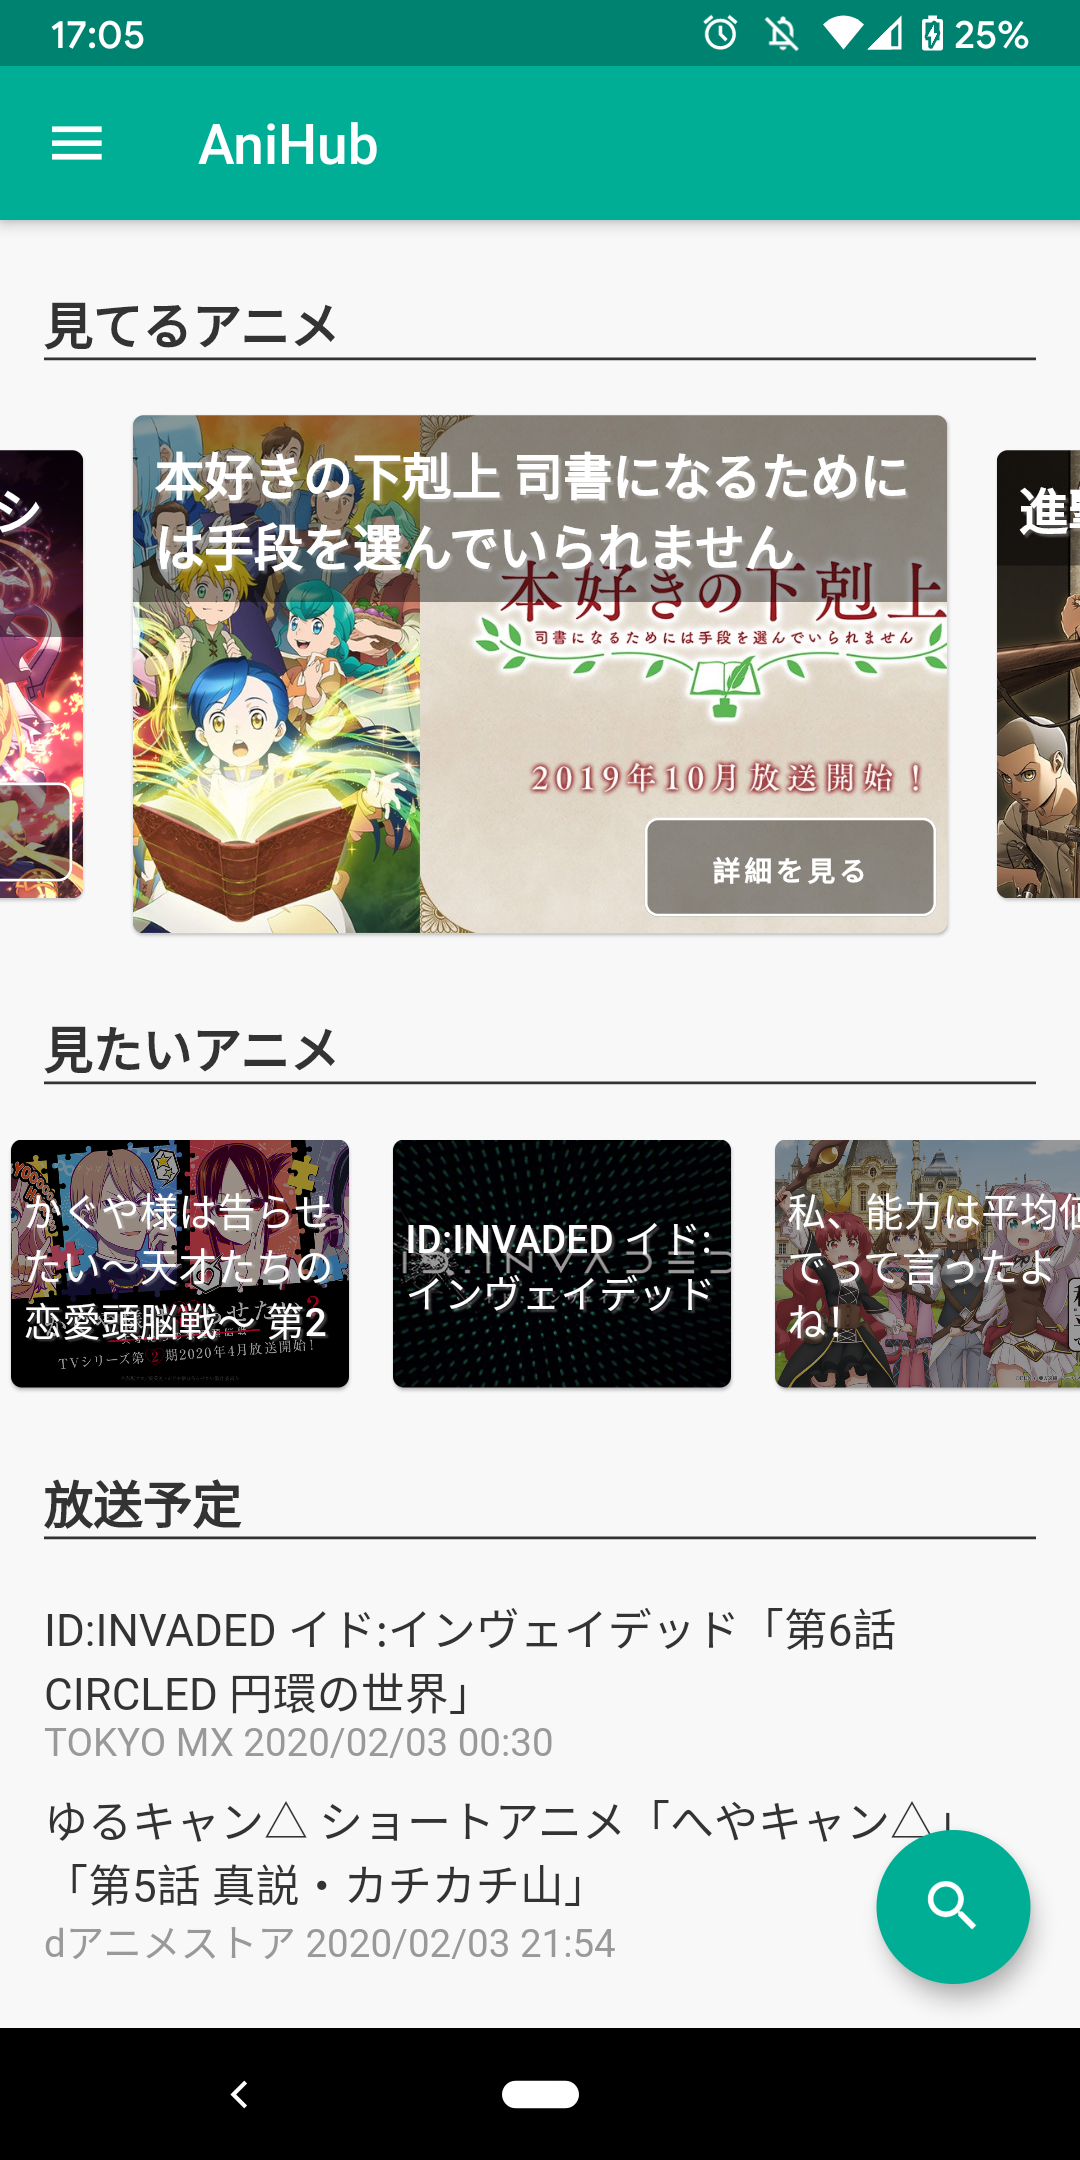 17:05
25%
AniHub
見てるアニメ
シ
本好きの下剋上 司書になるために
は手段を選んでいられません
進撃
本好きの下剋上
司書になるためには手段を選んでいられません
2019年10月放送開始！
詳細を見る
見たいアニメ
かぐや様は告らせ
たい〜天才たちの
恋愛頭脳戦〜 第2
TVシリーズ第2期2020年4月放送開始!
ID:INVADED イド:
インヴェイデッド
ID:INVADED
私、能力は平均値
でって言ったよ
ね!
放送予定
ID:INVADED イド:インヴェイデッド「第6話
CIRCLED 円環の世界」
TOKYO MX 2020/02/03 00:30
ゆるキャン△ ショートアニメ「へやキャン△」
「第5話 真説・カチカチ山」
dアニメストア 2020/02/03 21:54